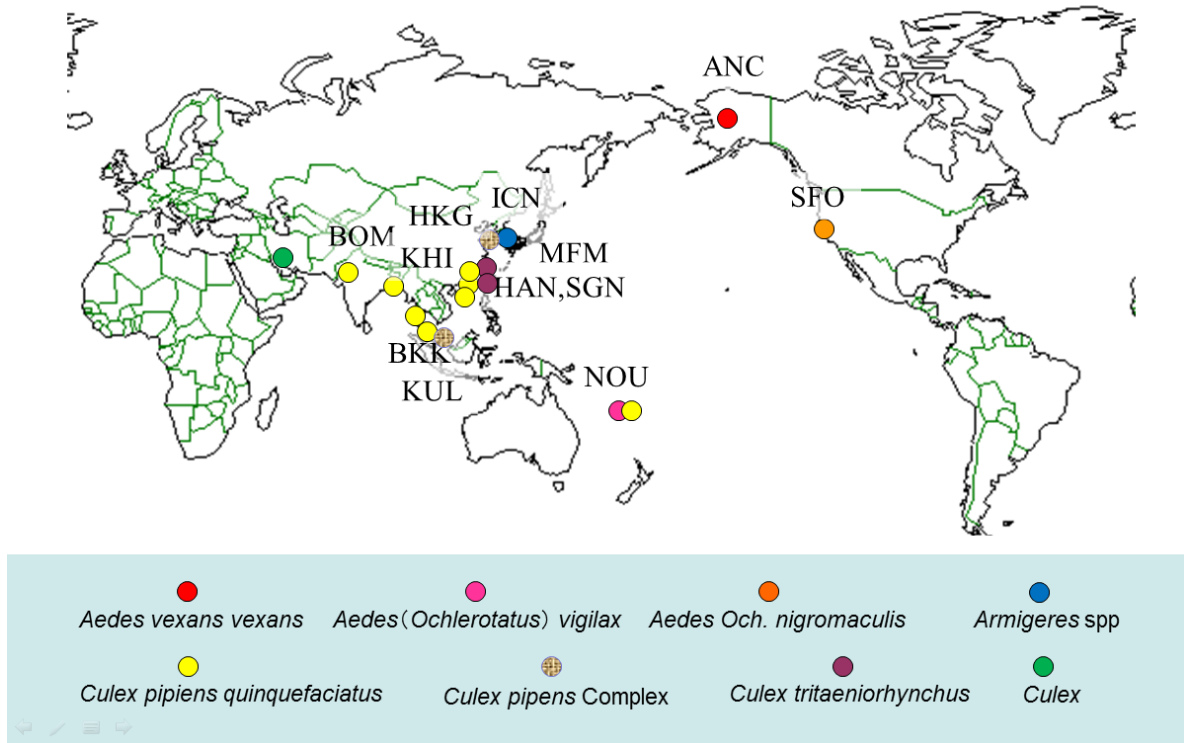 ANC
SFO
ICN
HKG
BOM
KHI
MFM
HAN,SGN
BKK
KUL
NOU
Aedes vexans vexans
Aedes(Ochlerotatus) vigilax
Aedes Och. nigromaculis
Armigeres spp
Culex pipiens quinquefaciatus
Culex pipens Complex
Culex tritaeniorhynchus
Culex